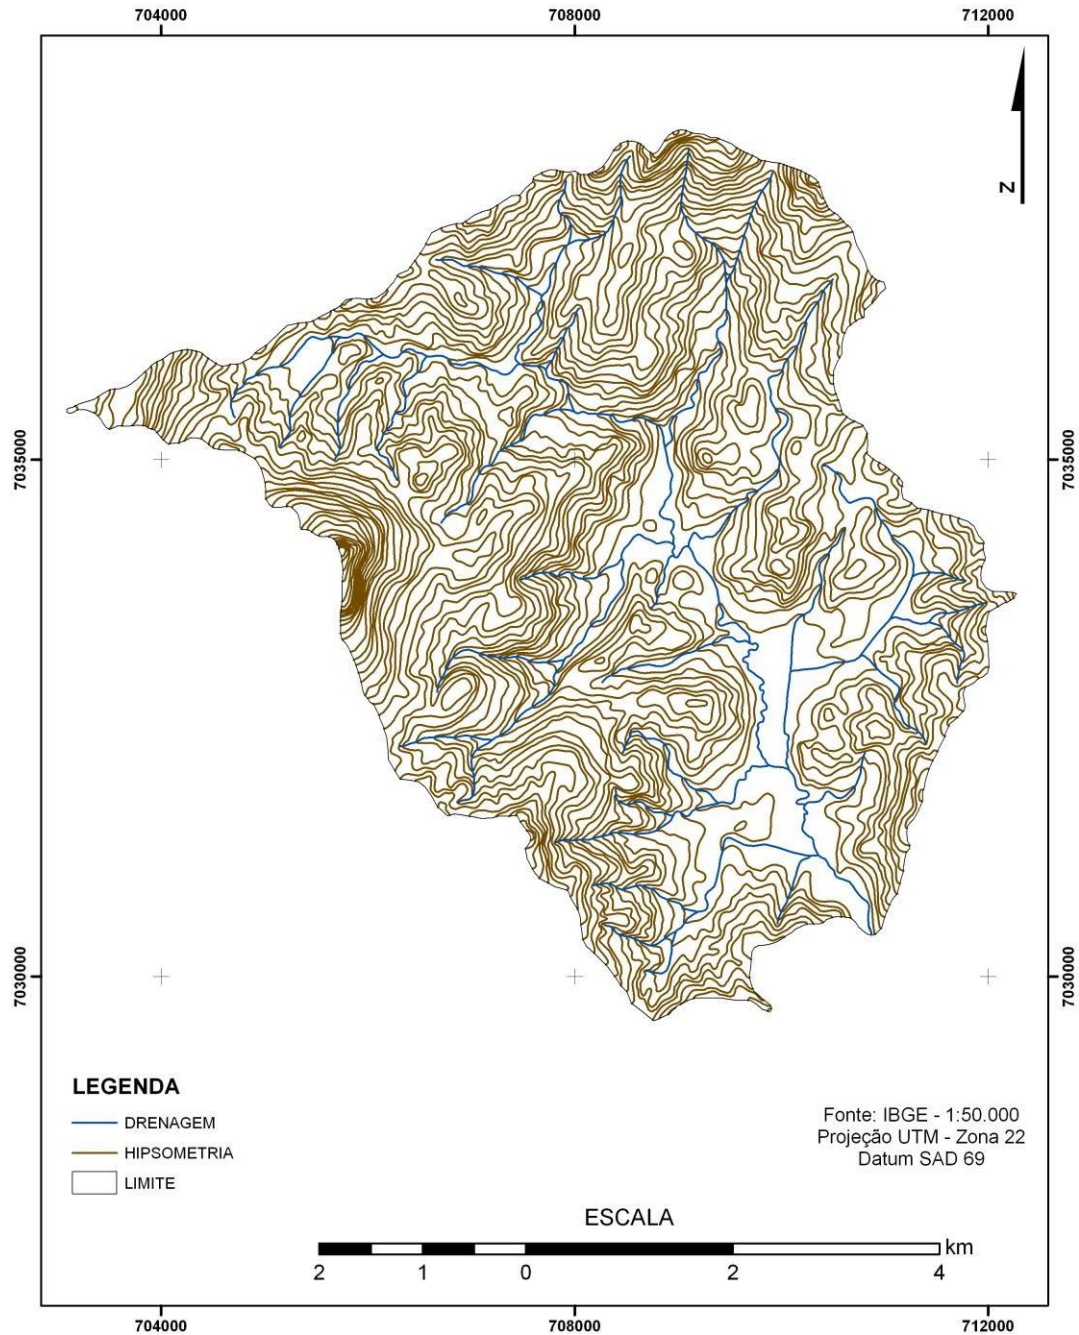 704000 708000 712000
N
7035000 7035000
7030000 7030000
LEGENDA
DRENAGEM
HIPSOMETRIA
LIMITE
Fonte: IBGE - 1:50.000
Projeção UTM - Zona 22
Datum SAD 69
ESCALA
km
2 1 0 2 4
704000 708000 712000